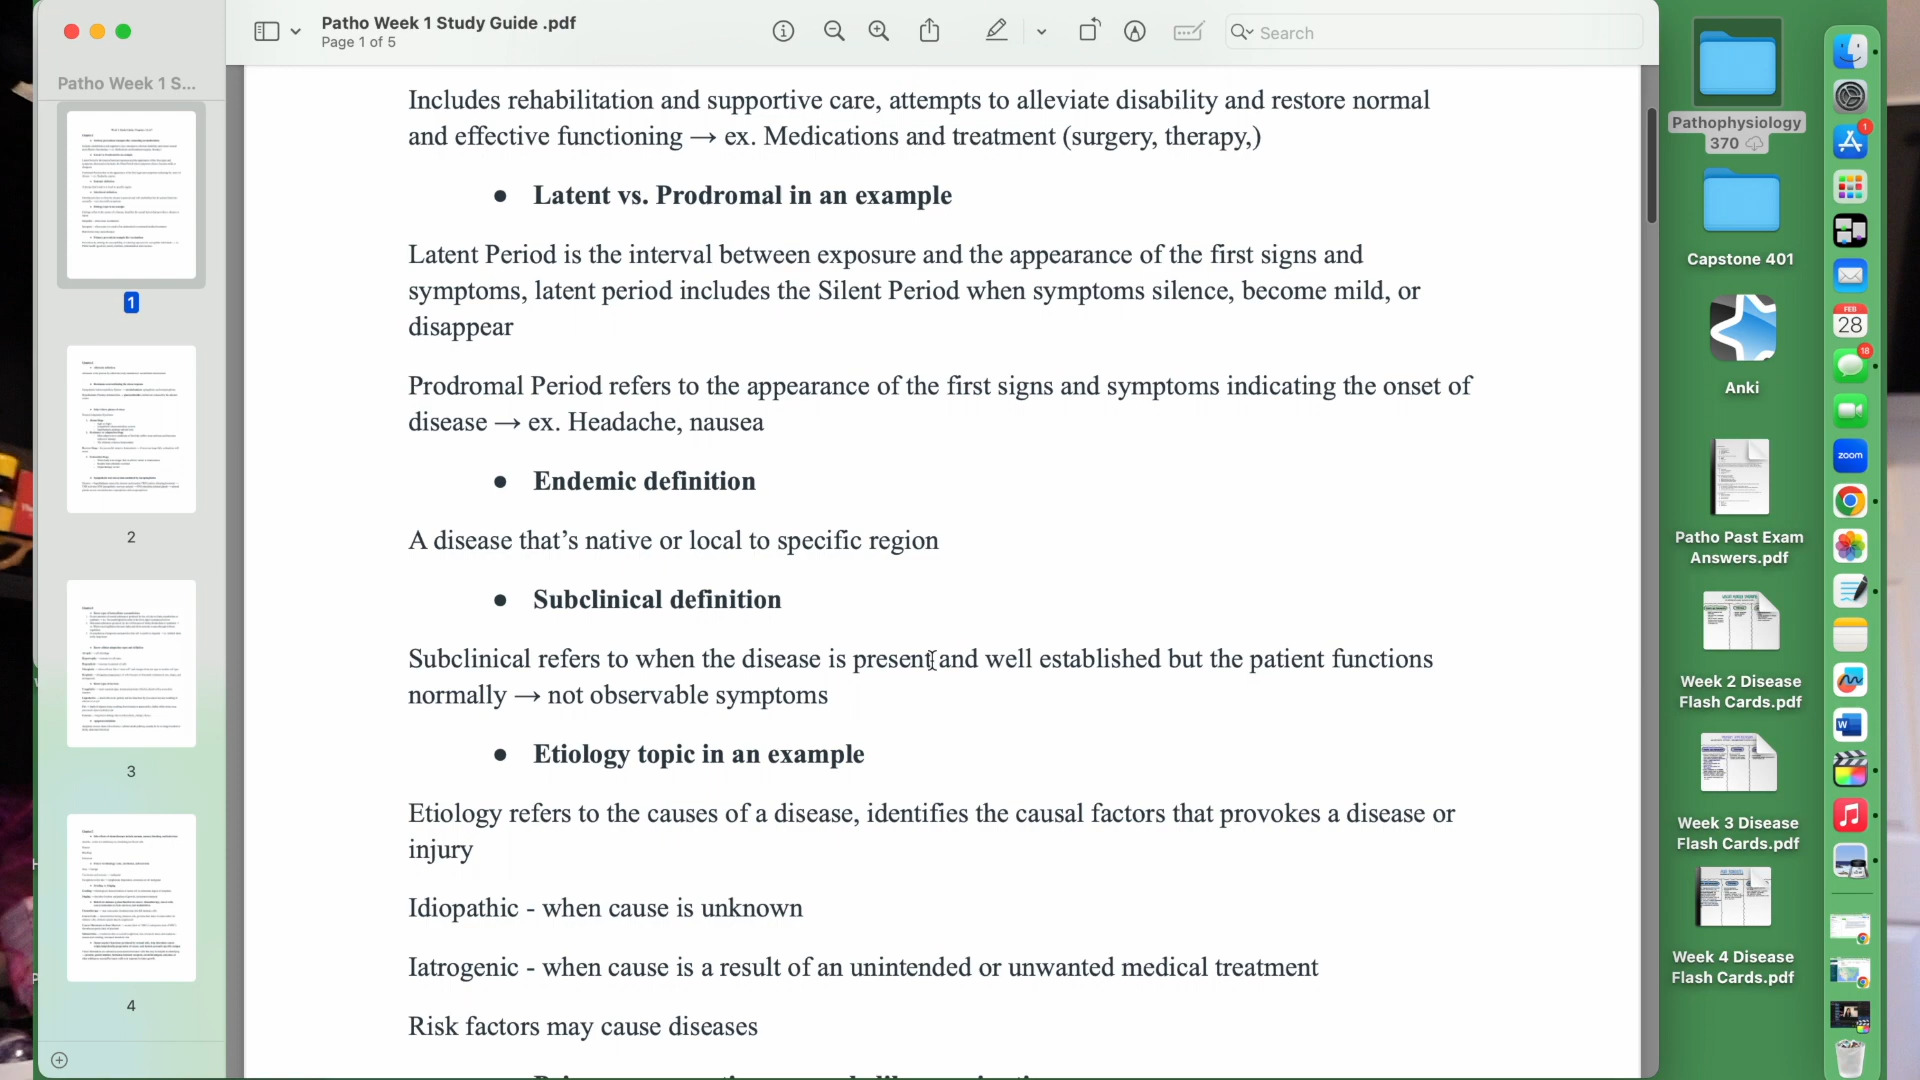 Patho Week 1 Study Guide .pdf
Page 1 of 5
Search
Patho Week 1 S...
1
2
3
4
Includes rehabilitation and supportive care, attempts to alleviate disability and restore normal
and effective functioning → ex. Medications and treatment (surgery, therapy,)
● Latent vs. Prodromal in an example
Latent Period is the interval between exposure and the appearance of the first signs and
symptoms, latent period includes the Silent Period when symptoms silence, become mild, or
disappear
Prodromal Period refers to the appearance of the first signs and symptoms indicating the onset of
disease → ex. Headache, nausea
● Endemic definition
A disease that’s native or local to specific region
● Subclinical definition
Subclinical refers to when the disease is present and well established but the patient functions
normally → not observable symptoms
● Etiology topic in an example
Etiology refers to the causes of a disease, identifies the causal factors that provokes a disease or
injury
Idiopathic - when cause is unknown
Iatrogenic - when cause is a result of an unintended or unwanted medical treatment
Risk factors may cause diseases
Pathophysiology
370
Capstone 401
Anki
Patho Past Exam
Answers.pdf
Week 2 Disease
Flash Cards.pdf
Week 3 Disease
Flash Cards.pdf
Week 4 Disease
Flash Cards.pdf
1
FEB
28
18
zoom
W